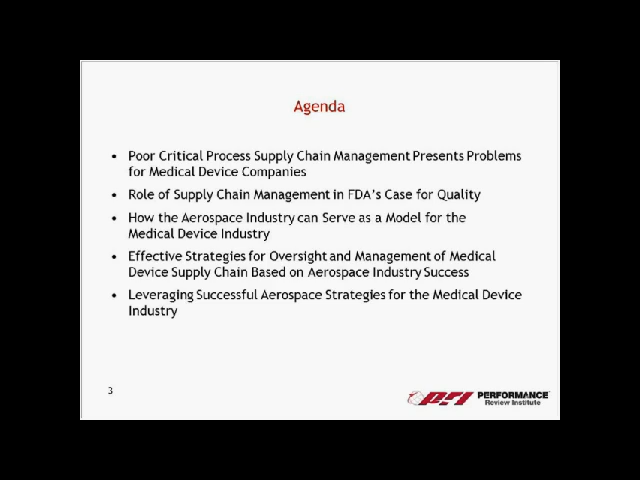 Agenda
• Poor Critical Process Supply Chain Management Presents Problems
for Medical Device Companies
• Role of Supply Chain Management in FDA's Case for Quality
• How the Aerospace Industry can Serve as a Model for the
Medical Device Industry
• Effective Strategies for Oversight and Management of Medical
Device Supply Chain Based on Aerospace Industry Success
• Leveraging Successful Aerospace Strategies for the Medical Device
Industry
3
PRI PERFORMANCE
Review Institute